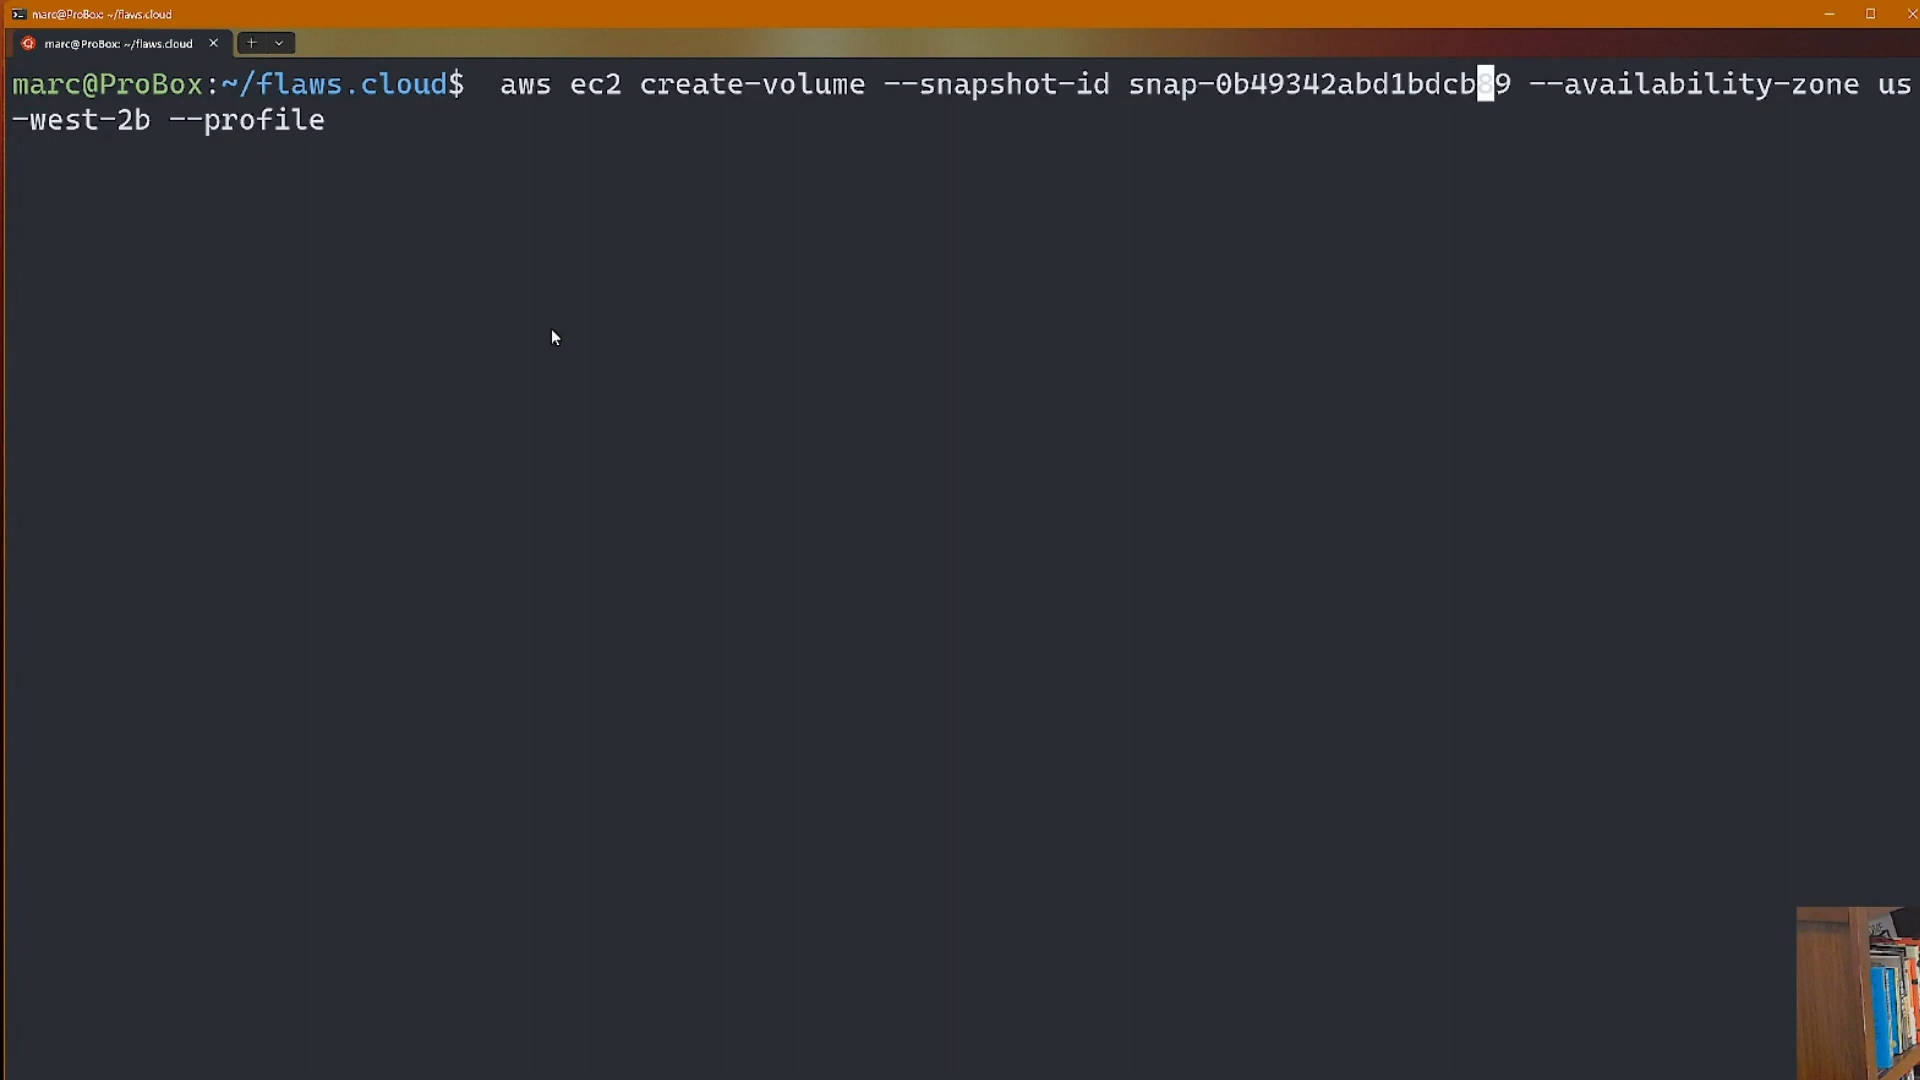 marc@ProBox: ~/flaws.cloud
marc@ProBox: ~/flaws.cloud
marc@ProBox:~/flaws.cloud$  aws ec2 create-volume --snapshot-id snap-0b49342abd1bdcb89 --availability-zone us
-west-2b --profile